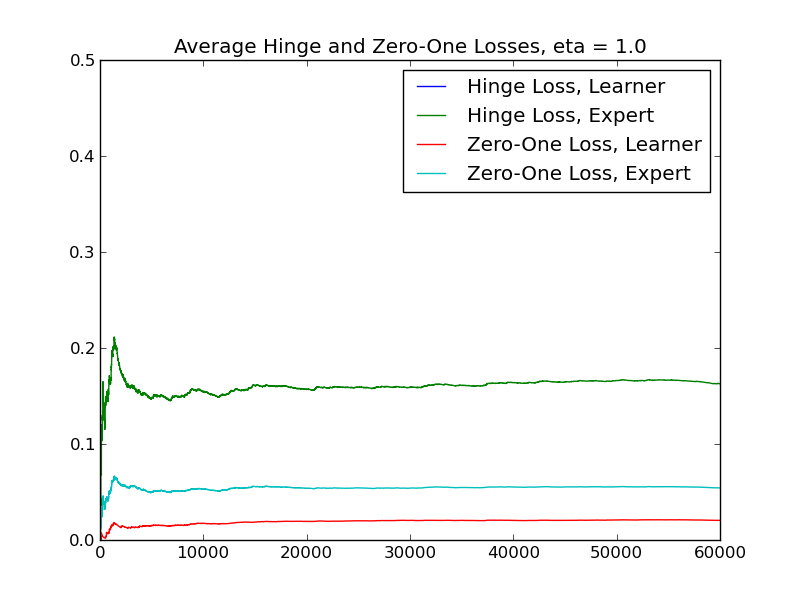 Average Hinge and Zero-One Losses, eta = 1.0
0.5
Hinge Loss, Learner
Hinge Loss, Expert
Zero-One Loss, Learner
Zero-One Loss, Expert
0.4
0.3
0.2
0.1
0.0
0 10000 20000 30000 40000 50000 60000